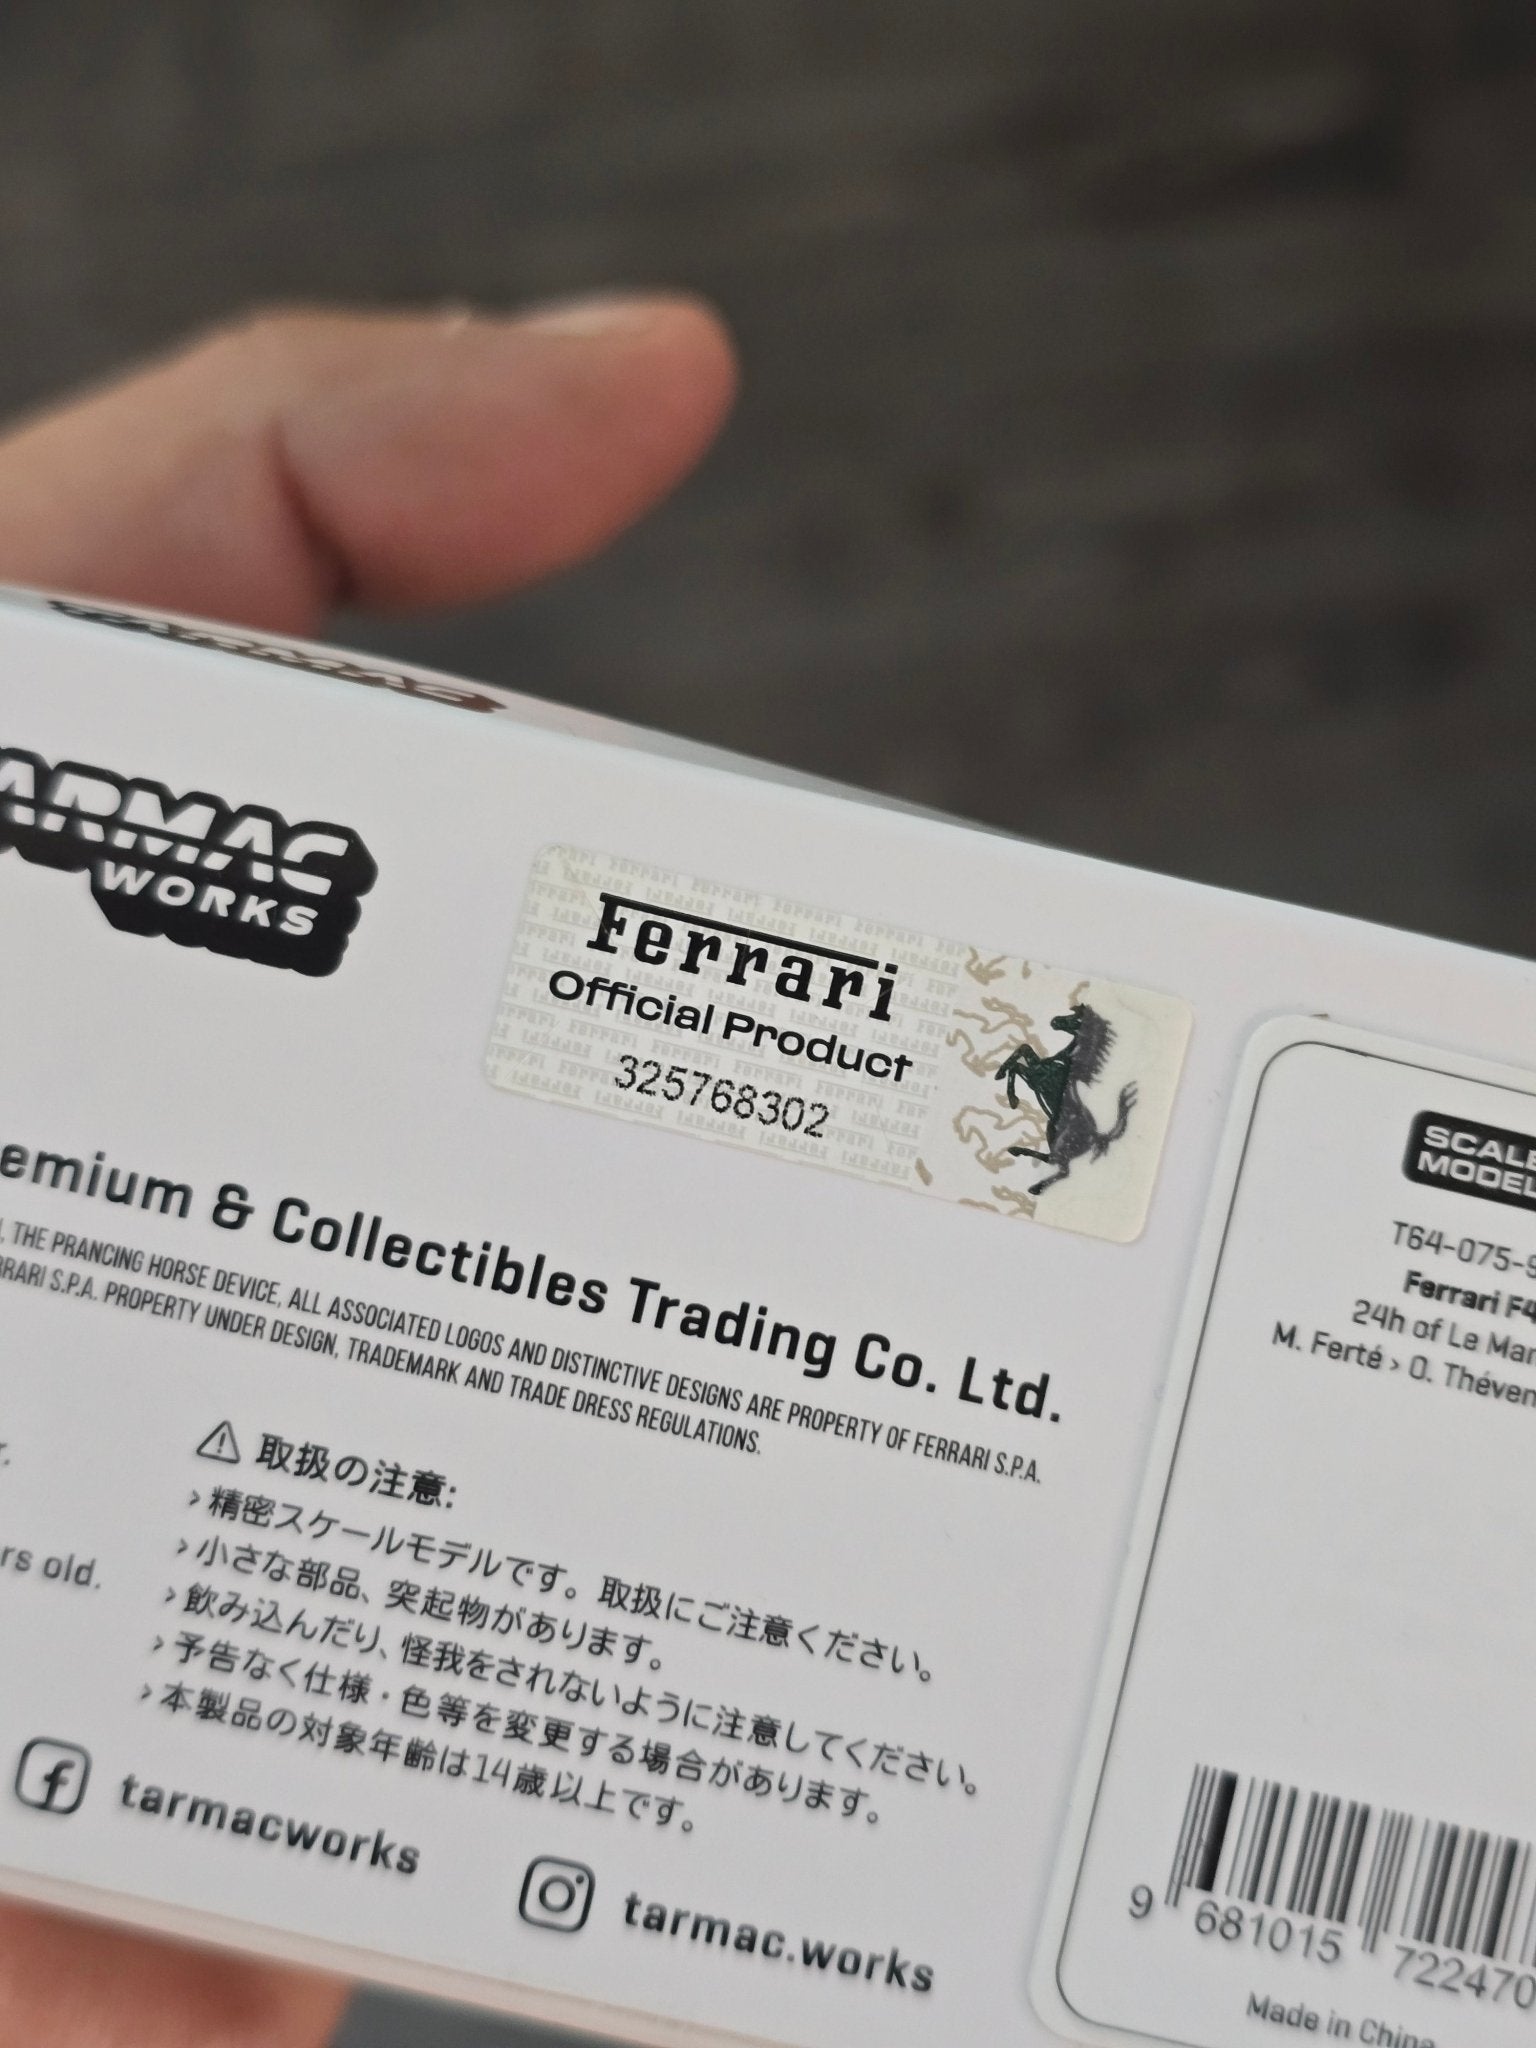 TARMAC
ARMAC
WORKS
Ferrari
Official Product
325768302
emium & Collectibles Trading Co. Ltd.
, THE PRANCING HORSE DEVICE, ALL ASSOCIATED LOGOS AND DISTINCTIVE DESIGNS ARE PROPERTY OF FERRARI S.P.A.
RRARI S.P.A. PROPERTY UNDER DESIGN, TRADEMARK AND TRADE DRESS REGULATIONS.
r.
rs old.
取扱の注意:
› 精密スケールモデルです。取扱にご注意ください。
› 小さな部品、突起物があります。
› 飲み込んだり、怪我をされないように注意してください。
› 予告なく仕様・色等を変更する場合があります。
› 本製品の対象年齢は14歳以上です。
tarmacworks
tarmac.works
SCALE
MODEL
T64-075-9
Ferrari F4
24h of Le Man
M. Ferté › O. Théven
9 681015 722470
Made in China